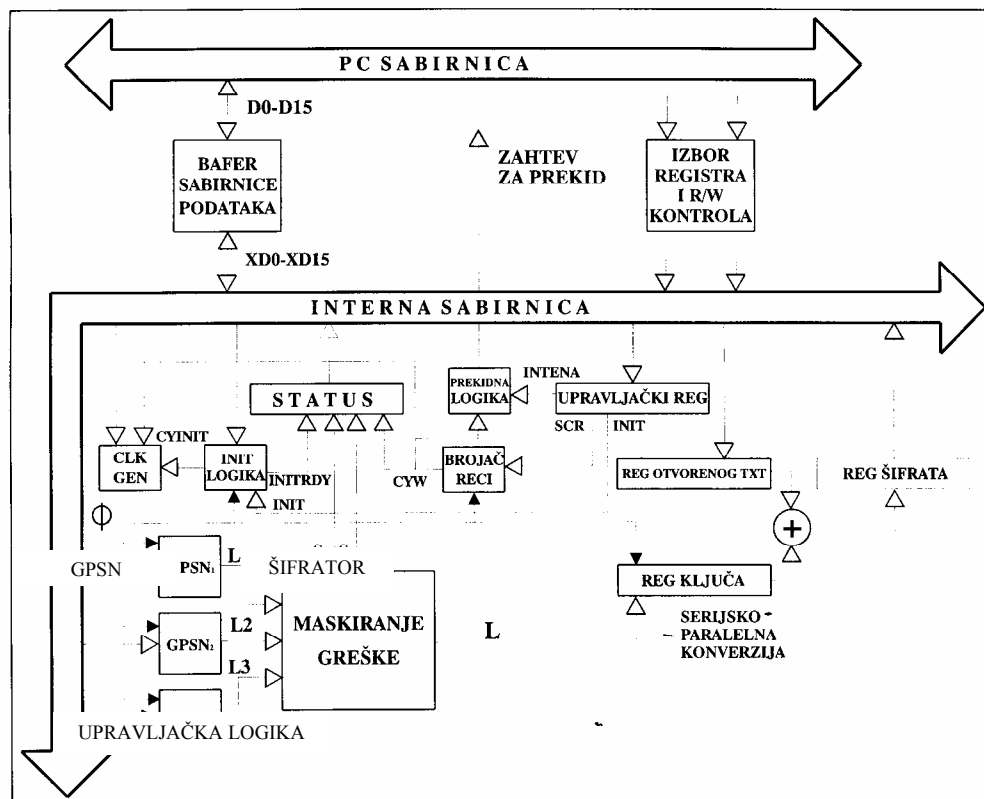 PC SABIRNICA
D0-D15
BAFER
SABIRNICE
PODATAKA
ZAHTEV
ZA PREKID
IZBOR
REGISTRA
I R/W
KONTROLA
XD0-XD15
INTERNA SABIRNICA
STATUS
PREKIDNA
LOGIKA
INTENA
UPRAVLJAČKI REG
SCR
INIT
CLK
GEN
CYINIT
INIT
LOGIKA
INITRDY
INIT
CYW
BROJAČ
RECI
REG OTVORENOG TXT
REG ŠIFRATA
Φ
+
GPSN
PSN₁
L
ŠIFRATOR
REG KLJUČA
GPSN₂
L2
L3
MASKIRANJE
GREŠKE
L
SERIJSKO
PARALELNA
KONVERZIJA
UPRAVLJAČKA LOGIKA